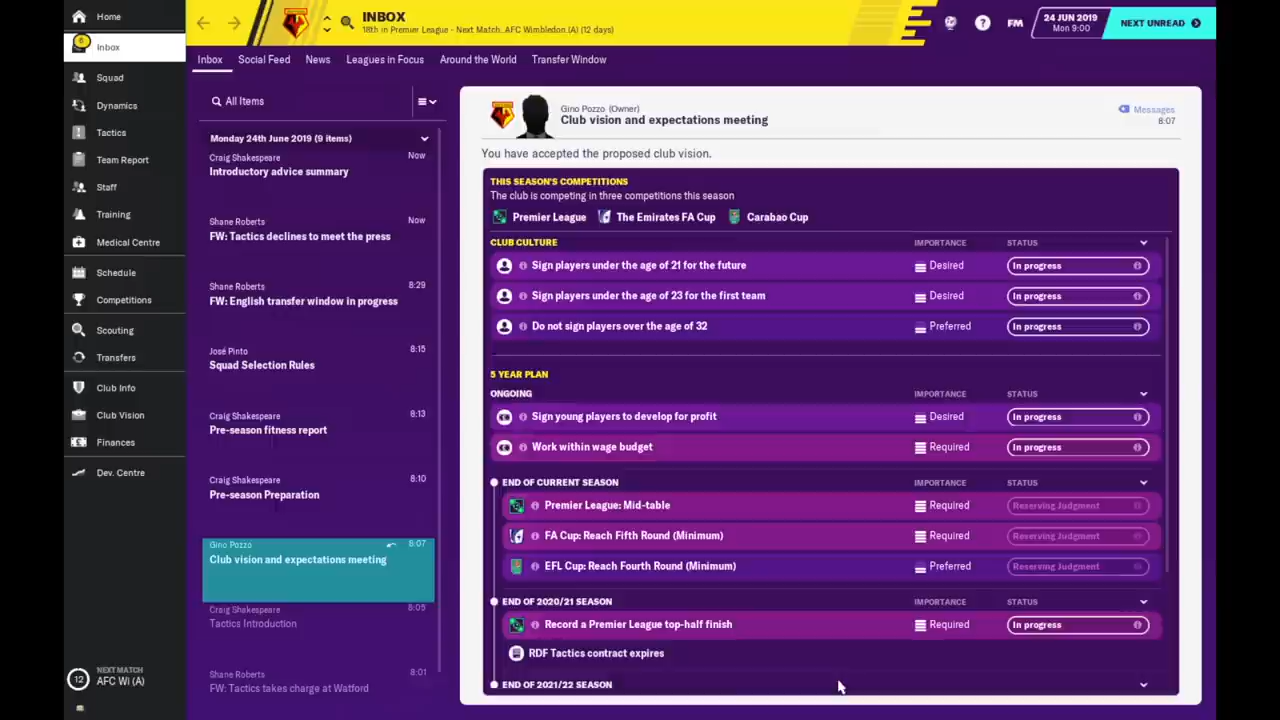 Home
Inbox
6
Squad
Dynamics
Tactics
Team Report
Staff
Training
Medical Centre
Schedule
Competitions
Scouting
Transfers
Club Info
Club Vision
Finances
Dev. Centre
12
NEXT MATCH
AFC Wi (A)
INBOX
18th in Premier League - Next Match: AFC Wimbledon (A) (12 days)
?
FM
24 JUN 2019
Mon 9:00
NEXT UNREAD
Inbox Social Feed News Leagues in Focus Around the World Transfer Window
All Items
Monday 24th June 2019 (9 items)
Craig Shakespeare Now
Introductory advice summary
Shane Roberts Now
FW: Tactics declines to meet the press
Shane Roberts 8:29
FW: English transfer window in progress
José Pinto 8:15
Squad Selection Rules
Craig Shakespeare 8:13
Pre-season fitness report
Craig Shakespeare 8:10
Pre-season Preparation
Gino Pozzo 8:07
Club vision and expectations meeting
Craig Shakespeare 8:05
Tactics Introduction
Shane Roberts 8:01
FW: Tactics takes charge at Watford
Gino Pozzo (Owner)
Club vision and expectations meeting
Messages
8:07
You have accepted the proposed club vision.
THIS SEASON'S COMPETITIONS
The club is competing in three competitions this season
Premier League The Emirates FA Cup Carabao Cup
CLUB CULTURE IMPORTANCE STATUS
Sign players under the age of 21 for the future Desired In progress
Sign players under the age of 23 for the first team Desired In progress
Do not sign players over the age of 32 Preferred In progress
5 YEAR PLAN
ONGOING IMPORTANCE STATUS
Sign young players to develop for profit Desired In progress
Work within wage budget Required In progress
END OF CURRENT SEASON IMPORTANCE STATUS
Premier League: Mid-table Required Reserving Judgment
FA Cup: Reach Fifth Round (Minimum) Required Reserving Judgment
EFL Cup: Reach Fourth Round (Minimum) Preferred Reserving Judgment
END OF 2020/21 SEASON IMPORTANCE STATUS
Record a Premier League top-half finish Required In progress
RDF Tactics contract expires
END OF 2021/22 SEASON